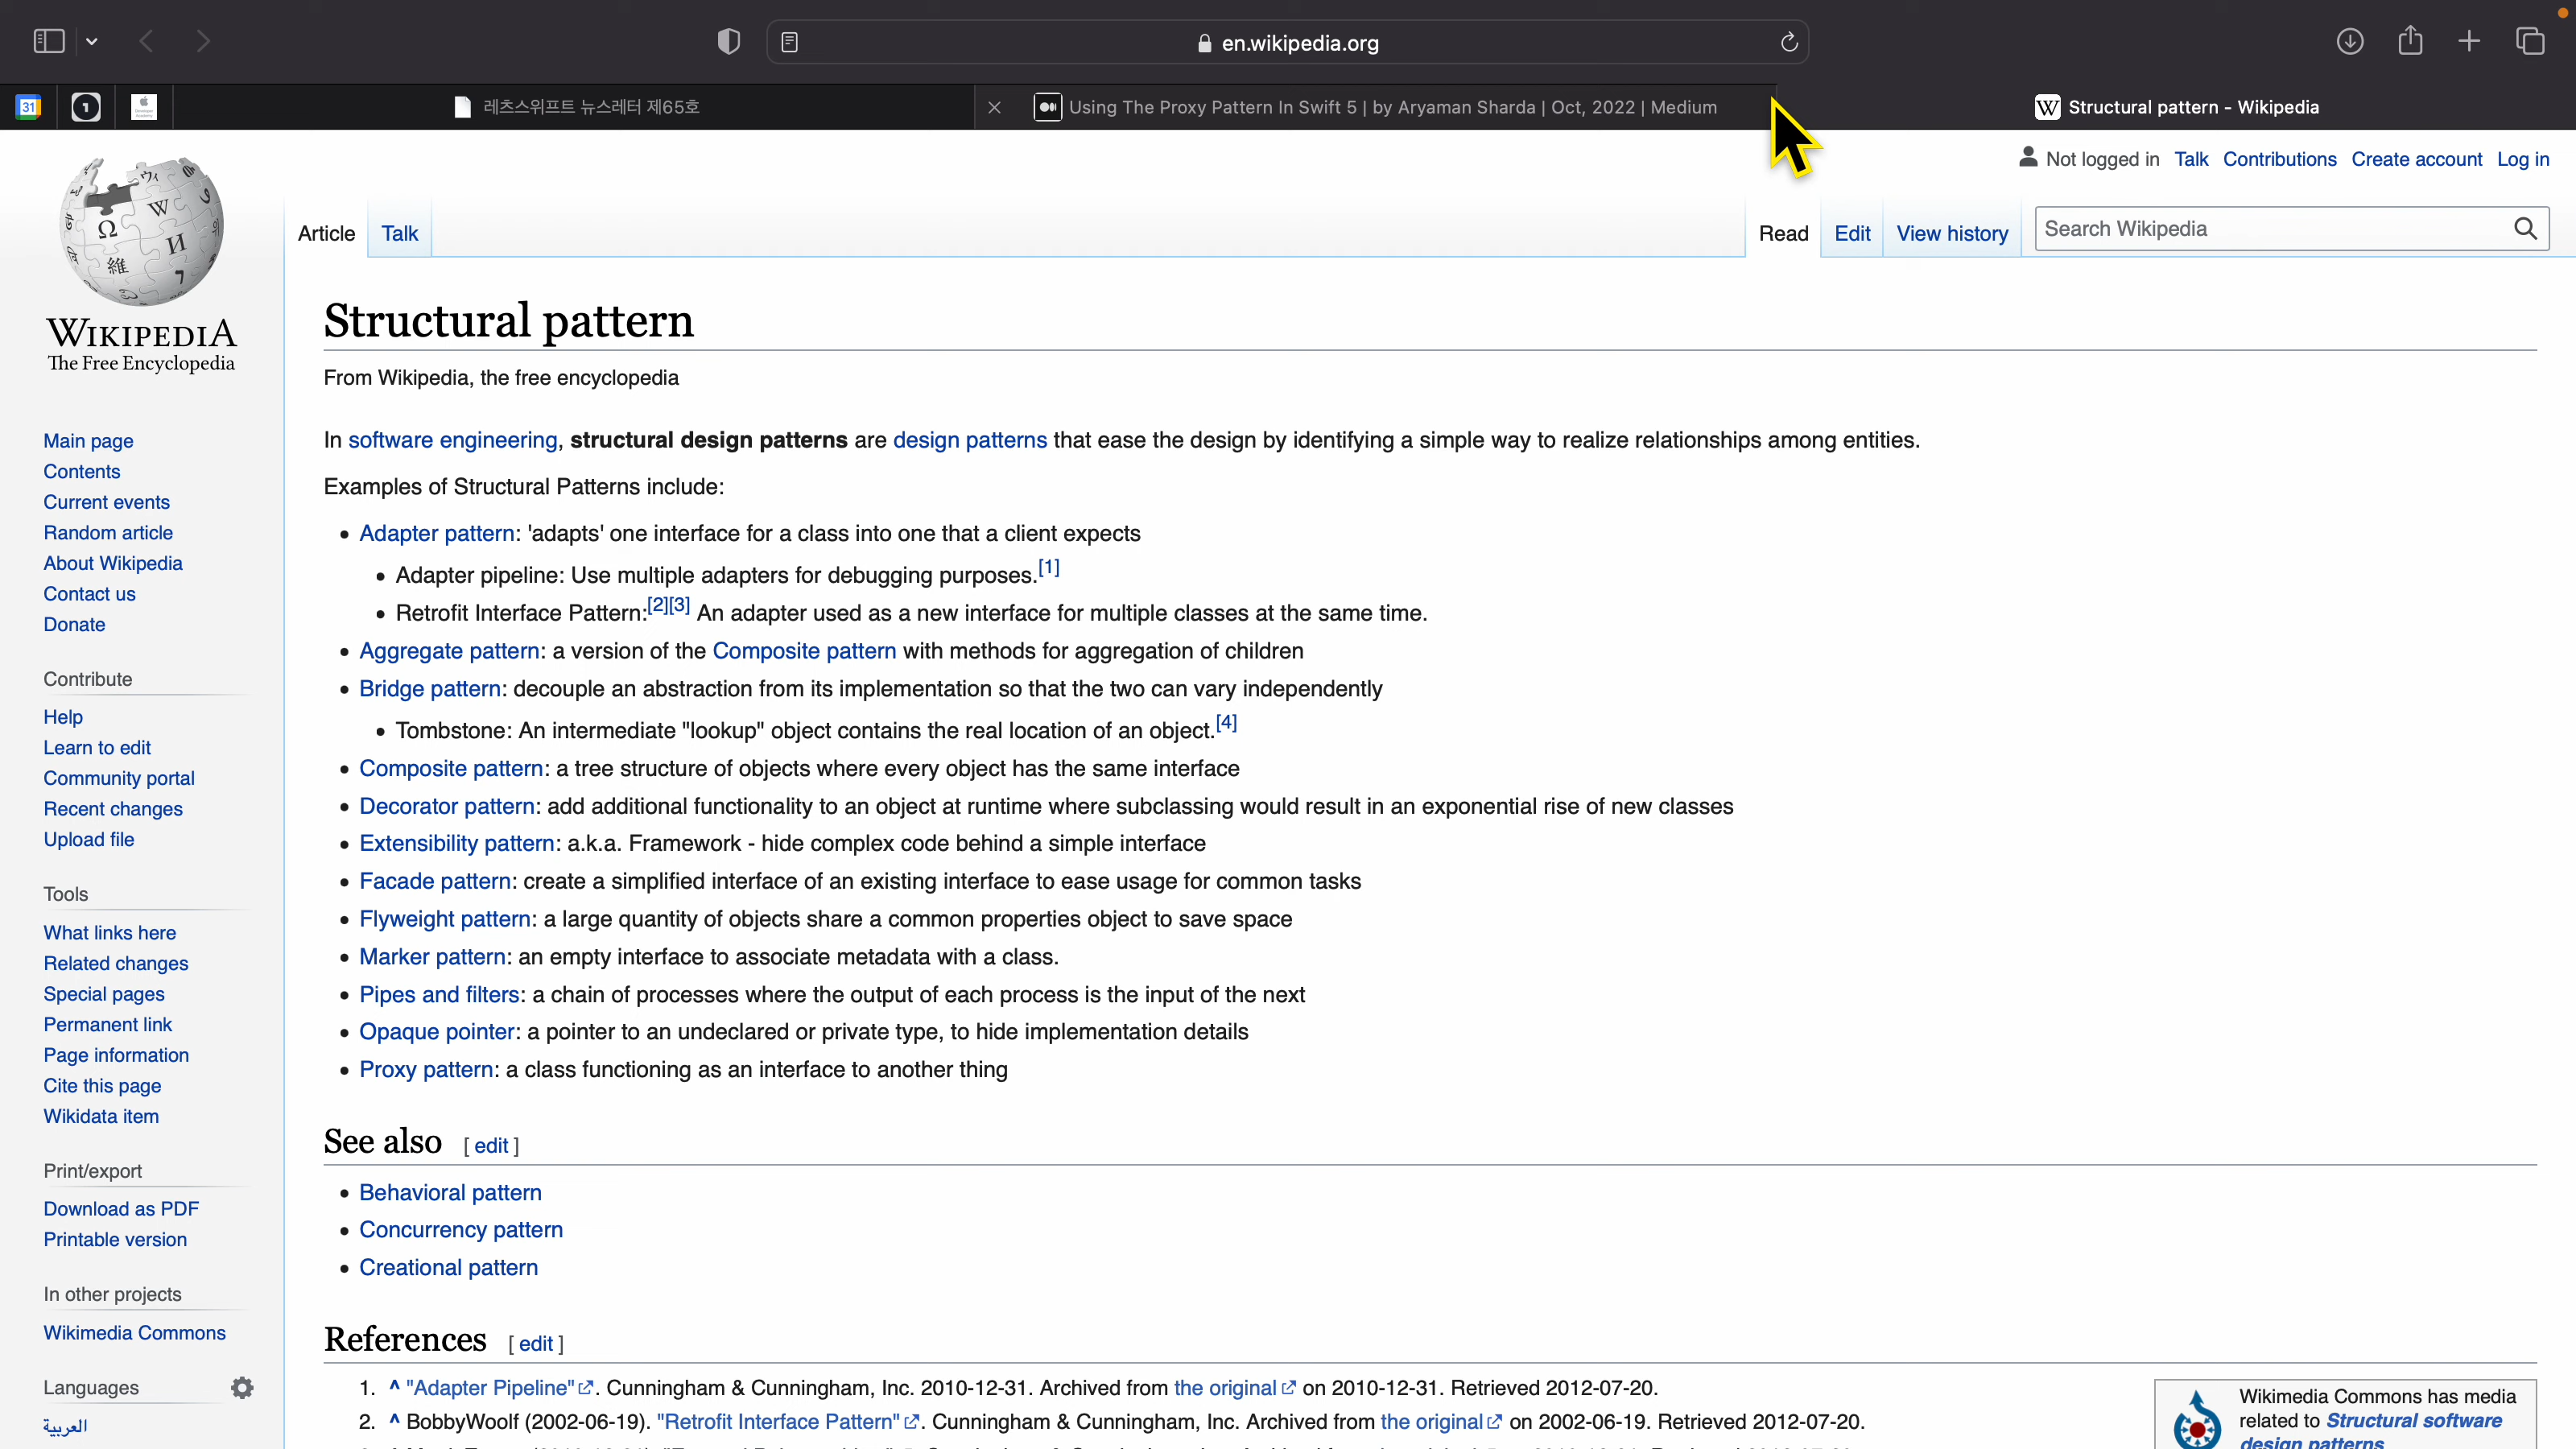 en.wikipedia.org
31
1
레츠스위프트 뉴스레터 제65호
Using The Proxy Pattern In Swift 5 | by Aryaman Sharda | Oct, 2022 | Medium
W Structural pattern - Wikipedia
Not logged in Talk Contributions Create account Log in
Article Talk
Read Edit View history
Search Wikipedia
WIKIPEDIA
The Free Encyclopedia
Main page
Contents
Current events
Random article
About Wikipedia
Contact us
Donate
Contribute
Help
Learn to edit
Community portal
Recent changes
Upload file
Tools
What links here
Related changes
Special pages
Permanent link
Page information
Cite this page
Wikidata item
Print/export
Download as PDF
Printable version
In other projects
Wikimedia Commons
Languages
العربية
Structural pattern
From Wikipedia, the free encyclopedia
In software engineering, structural design patterns are design patterns that ease the design by identifying a simple way to realize relationships among entities.
Examples of Structural Patterns include:
• Adapter pattern: 'adapts' one interface for a class into one that a client expects
• Adapter pipeline: Use multiple adapters for debugging purposes.[1]
• Retrofit Interface Pattern:[2][3] An adapter used as a new interface for multiple classes at the same time.
• Aggregate pattern: a version of the Composite pattern with methods for aggregation of children
• Bridge pattern: decouple an abstraction from its implementation so that the two can vary independently
• Tombstone: An intermediate "lookup" object contains the real location of an object.[4]
• Composite pattern: a tree structure of objects where every object has the same interface
• Decorator pattern: add additional functionality to an object at runtime where subclassing would result in an exponential rise of new classes
• Extensibility pattern: a.k.a. Framework - hide complex code behind a simple interface
• Facade pattern: create a simplified interface of an existing interface to ease usage for common tasks
• Flyweight pattern: a large quantity of objects share a common properties object to save space
• Marker pattern: an empty interface to associate metadata with a class.
• Pipes and filters: a chain of processes where the output of each process is the input of the next
• Opaque pointer: a pointer to an undeclared or private type, to hide implementation details
• Proxy pattern: a class functioning as an interface to another thing
See also [ edit ]
• Behavioral pattern
• Concurrency pattern
• Creational pattern
References [ edit ]
1. ^ "Adapter Pipeline". Cunningham & Cunningham, Inc. 2010-12-31. Archived from the original on 2010-12-31. Retrieved 2012-07-20.
2. ^ BobbyWoolf (2002-06-19). "Retrofit Interface Pattern". Cunningham & Cunningham, Inc. Archived from the original on 2002-06-19. Retrieved 2012-07-20.
Wikimedia Commons has media
related to Structural software
design patterns